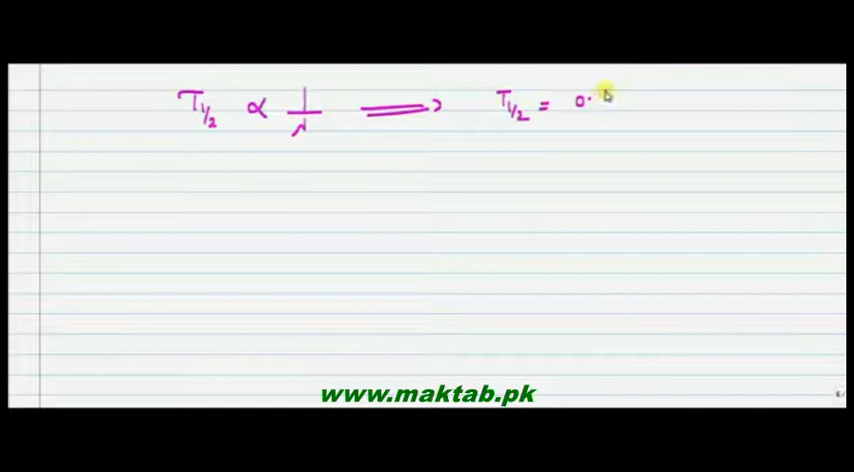 T1/2 ∝ 1/λ ⟹ T1/2 = 0.
www.maktab.pk